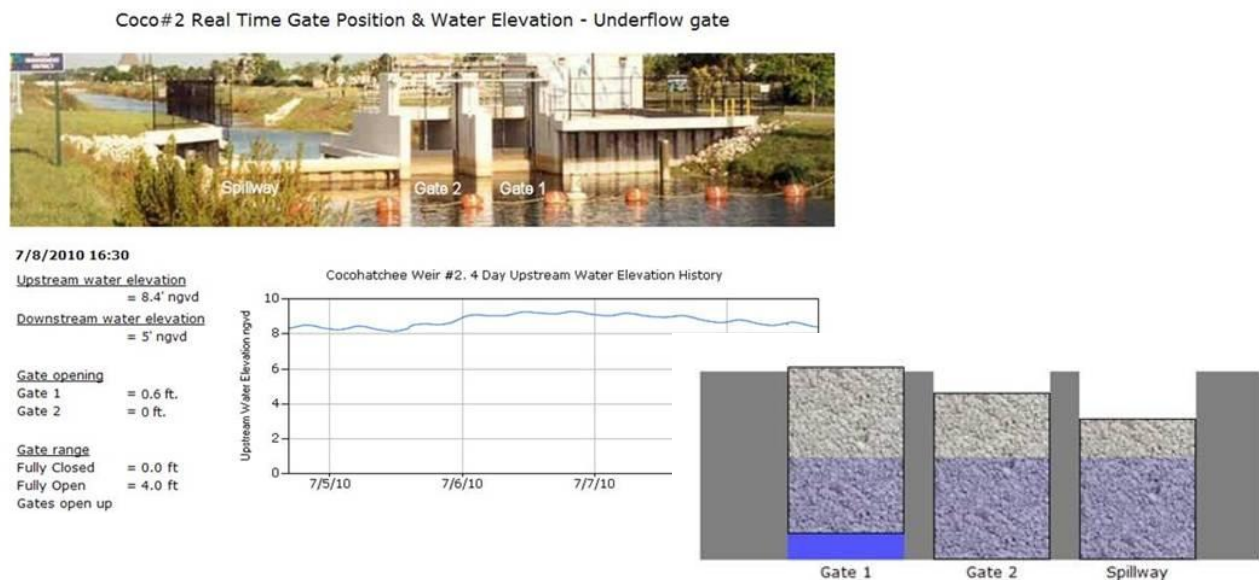 Coco#2 Real Time Gate Position & Water Elevation - Underflow gate
MANAGEMENT
DISTRICT
Spillway
Gate 2
Gate 1
7/8/2010 16:30
Upstream water elevation
= 8.4' ngvd
Downstream water elevation
= 5' ngvd
Gate opening
Gate 1 = 0.6 ft.
Gate 2 = 0 ft.
Gate range
Fully Closed = 0.0 ft
Fully Open = 4.0 ft
Gates open up
Cocohatchee Weir #2. 4 Day Upstream Water Elevation History
Upstream Water Elevation ngvd
10
8
6
4
2
0
7/5/10
7/6/10
7/7/10
Gate 1
Gate 2
Spillway